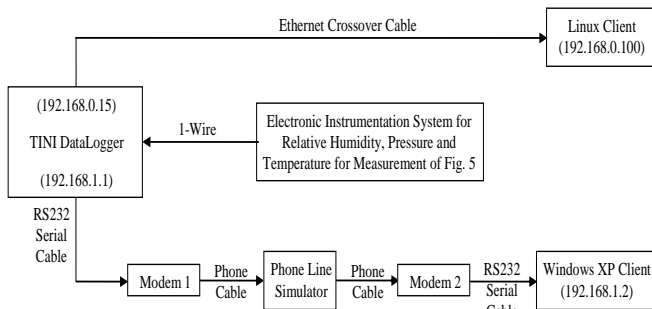 Ethernet Crossover Cable
Linux Client
(192.168.0.100)
(192.168.0.15)
TINI DataLogger
(192.168.1.1)
1-Wire
Electronic Instrumentation System for
Relative Humidity, Pressure and
Temperature for Measurement of Fig. 5
RS232
Serial
Cable
Modem 1
Phone
Cable
Phone Line
Simulator
Phone
Cable
Modem 2
RS232
Serial
Cable
Windows XP Client
(192.168.1.2)